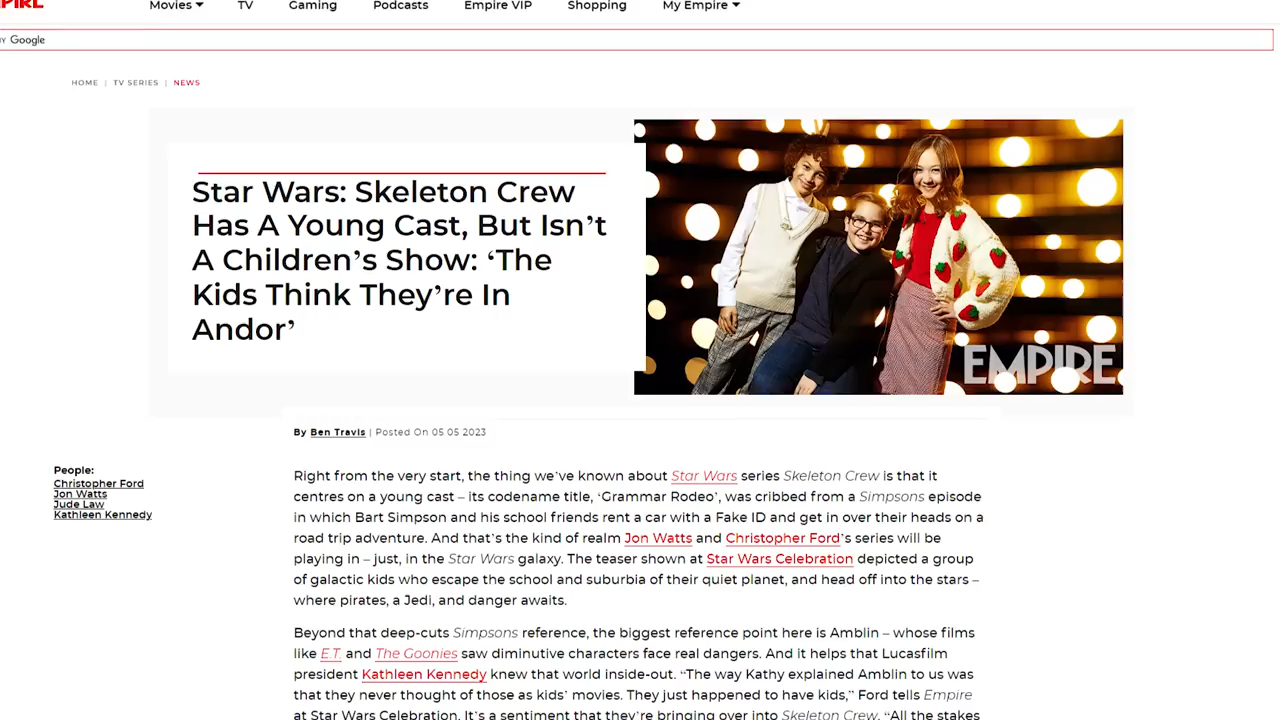 EMPIRE
Movies TV Gaming Podcasts Empire VIP Shopping My Empire
BY Google
HOME | TV SERIES | NEWS
Star Wars: Skeleton Crew
Has A Young Cast, But Isn't
A Children's Show: ‘The
Kids Think They're In
Andor’
EMPIRE
By Ben Travis | Posted On 05 05 2023
People:
Christopher Ford
Jon Watts
Jude Law
Kathleen Kennedy
Right from the very start, the thing we've known about Star Wars series Skeleton Crew is that it
centres on a young cast – its codename title, ‘Grammar Rodeo’, was cribbed from a Simpsons episode
in which Bart Simpson and his school friends rent a car with a Fake ID and get in over their heads on a
road trip adventure. And that's the kind of realm Jon Watts and Christopher Ford's series will be
playing in – just, in the Star Wars galaxy. The teaser shown at Star Wars Celebration depicted a group
of galactic kids who escape the school and suburbia of their quiet planet, and head off into the stars –
where pirates, a Jedi, and danger awaits.
Beyond that deep-cuts Simpsons reference, the biggest reference point here is Amblin – whose films
like E.T. and The Goonies saw diminutive characters face real dangers. And it helps that Lucasfilm
president Kathleen Kennedy knew that world inside-out. “The way Kathy explained Amblin to us was
that they never thought of those as kids’ movies. They just happened to have kids,” Ford tells Empire
at Star Wars Celebration. It's a sentiment that they're bringing over into Skeleton Crew. “All the stakes